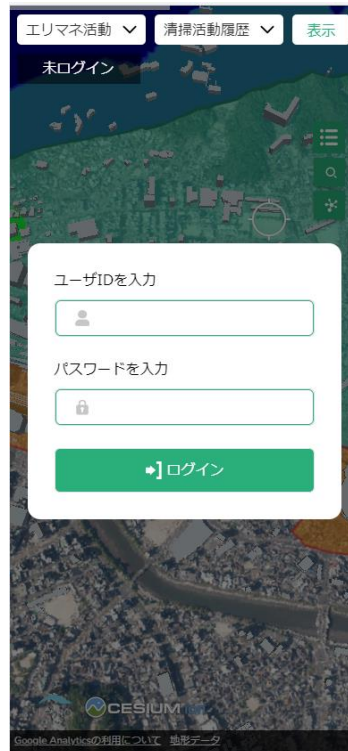 エリマネ活動 清掃活動履歴 表示
未ログイン
ユーザIDを入力
パスワードを入力
ログイン
CESIUM
Google Analyticsの利用について 地形データ